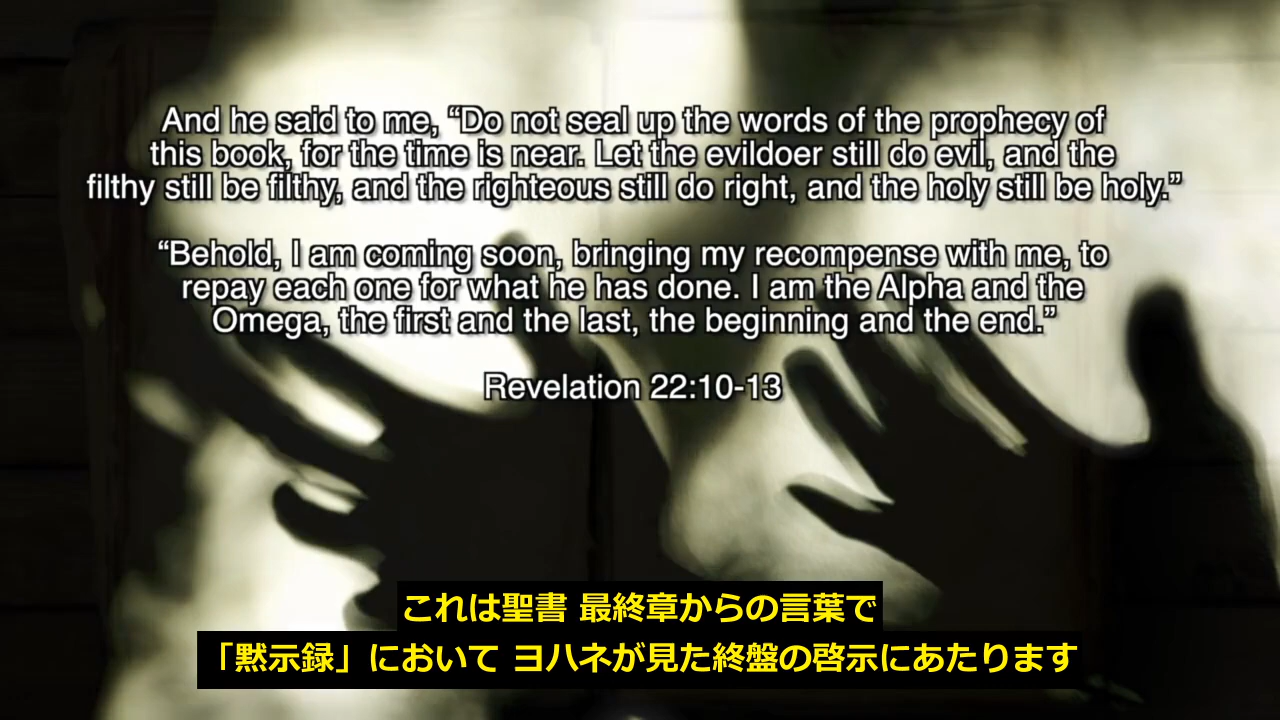 And he said to me, “Do not seal up the words of the prophecy of
this book, for the time is near. Let the evildoer still do evil, and the
filthy still be filthy, and the righteous still do right, and the holy still be holy.”
“Behold, I am coming soon, bringing my recompense with me, to
repay each one for what he has done. I am the Alpha and the
Omega, the first and the last, the beginning and the end.”
Revelation 22:10-13
これは聖書 最終章からの言葉で
「黙示録」において ヨハネが見た終盤の啓示にあたります